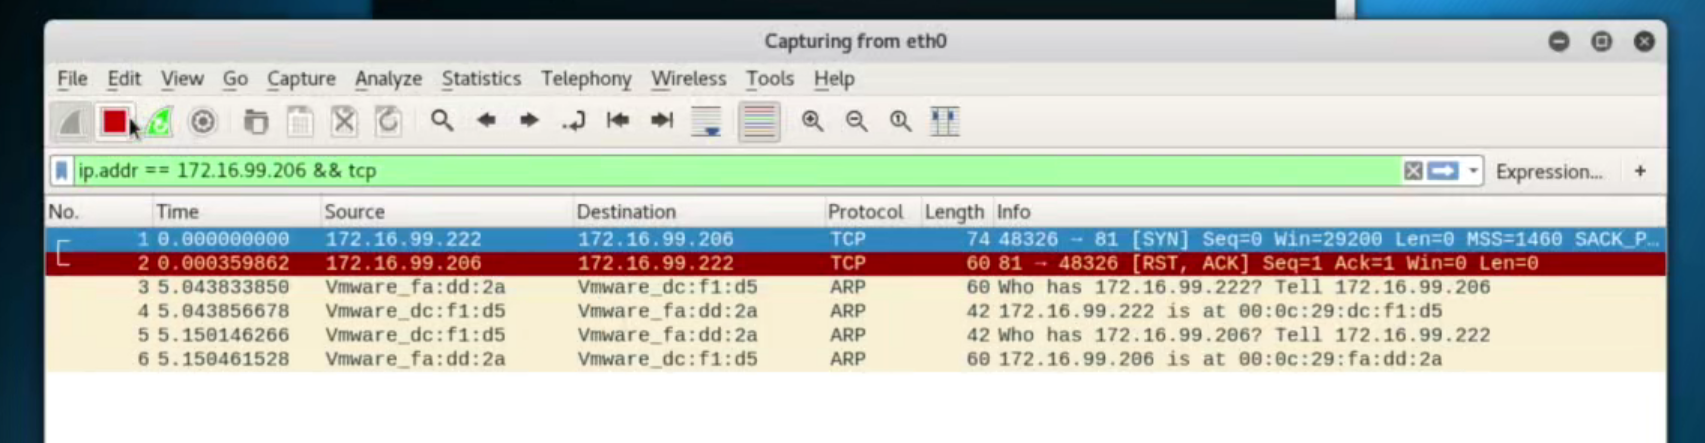 Capturing from eth0
File Edit View Go Capture Analyze Statistics Telephony Wireless Tools Help
ip.addr == 172.16.99.206 && tcp Expression... +
No. Time Source Destination Protocol Length Info
1 0.000000000 172.16.99.222 172.16.99.206 TCP 74 48326 → 81 [SYN] Seq=0 Win=29200 Len=0 MSS=1460 SACK_P…
2 0.000359862 172.16.99.206 172.16.99.222 TCP 60 81 → 48326 [RST, ACK] Seq=1 Ack=1 Win=0 Len=0
3 5.043833850 Vmware_fa:dd:2a Vmware_dc:f1:d5 ARP 60 Who has 172.16.99.222? Tell 172.16.99.206
4 5.043856678 Vmware_dc:f1:d5 Vmware_fa:dd:2a ARP 42 172.16.99.222 is at 00:0c:29:dc:f1:d5
5 5.150146266 Vmware_dc:f1:d5 Vmware_fa:dd:2a ARP 42 Who has 172.16.99.206? Tell 172.16.99.222
6 5.150461528 Vmware_fa:dd:2a Vmware_dc:f1:d5 ARP 60 172.16.99.206 is at 00:0c:29:fa:dd:2a